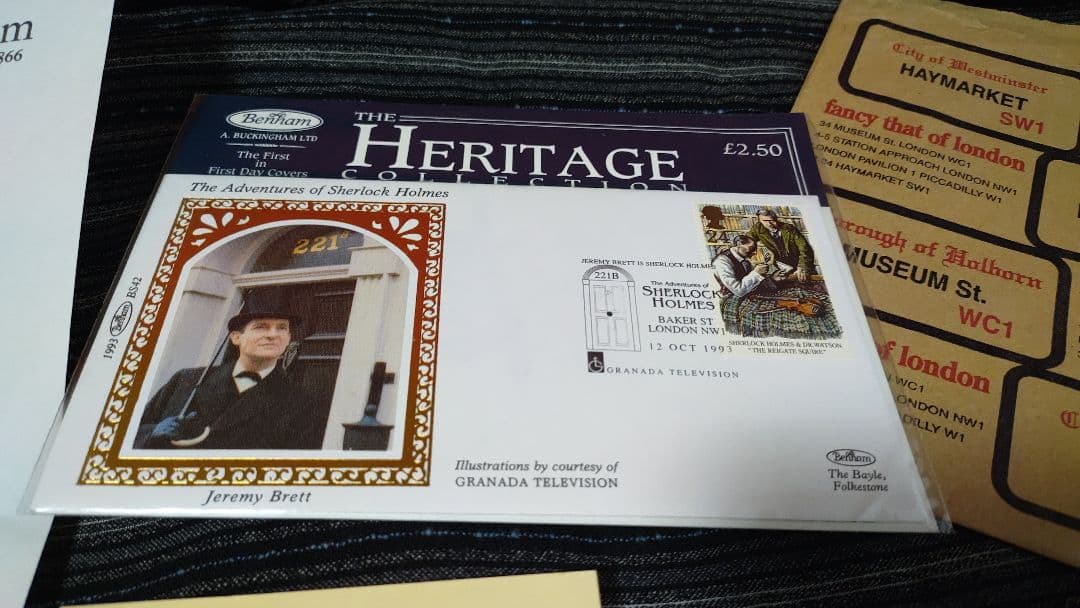 m
866
Benham
A. BUCKINGHAM LTD
The First
in
First Day Covers
THE
HERITAGE
COLLECTION
£2.50
The Adventures of Sherlock Holmes
221B
1993 Benham BS42
Jeremy Brett
JEREMY BRETT IS SHERLOCK HOLMES
221B
The Adventures of
SHERLOCK
HOLMES
BAKER ST
LONDON NW1
12 OCT 1993
GRANADA TELEVISION
24
SHERLOCK HOLMES & DR. WATSON
"THE REIGATE SQUIRE"
Illustrations by courtesy of
GRANADA TELEVISION
Benham
The Bayle,
Folkestone
City of Westminster
HAYMARKET
SW1
fancy that of london
34 MUSEUM St. LONDON WC1
4-5 STATION APPROACH LONDON NW1
LONDON PAVILION 1 PICCADILLY W1
24 HAYMARKET SW1
rough of Holborn
MUSEUM St.
WC1
f london
WC1
ONDON NW1
DILLY W1